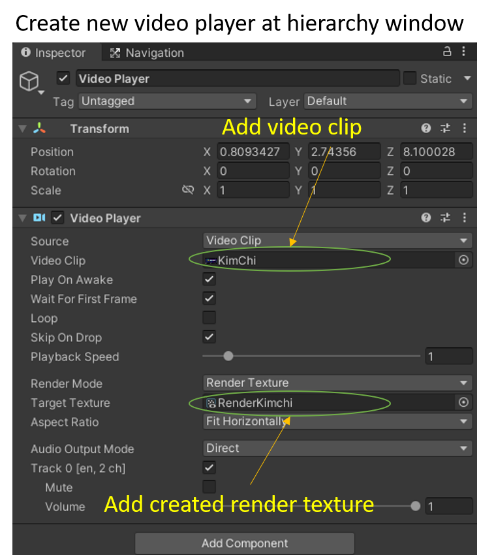 Create new video player at hierarchy window
Inspector Navigation
Video Player Static
Tag Untagged Layer Default
Transform
Add video clip
Position X 0.8093427 Y 2.74356 Z 8.100028
Rotation X 0 Y 0 Z 0
Scale X 1 Y 1 Z 1
Video Player
Source Video Clip
Video Clip KimChi
Play On Awake
Wait For First Frame
Loop
Skip On Drop
Playback Speed 1
Render Mode Render Texture
Target Texture RenderKimchi
Aspect Ratio Fit Horizontally
Audio Output Mode Direct
Track 0 [en, 2 ch]
Mute
Add created render texture
Volume 1
Add Component